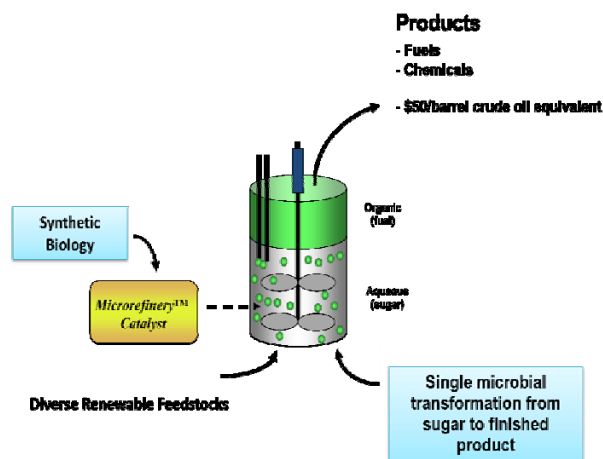 Products
- Fuels
- Chemicals
- $50/barrel crude oil equivalent
Organic
(fuel)
Synthetic
Biology
Aqueous
(sugar)
Microrefinery™
Catalyst
Diverse Renewable Feedstocks
Single microbial
transformation from
sugar to finished
product